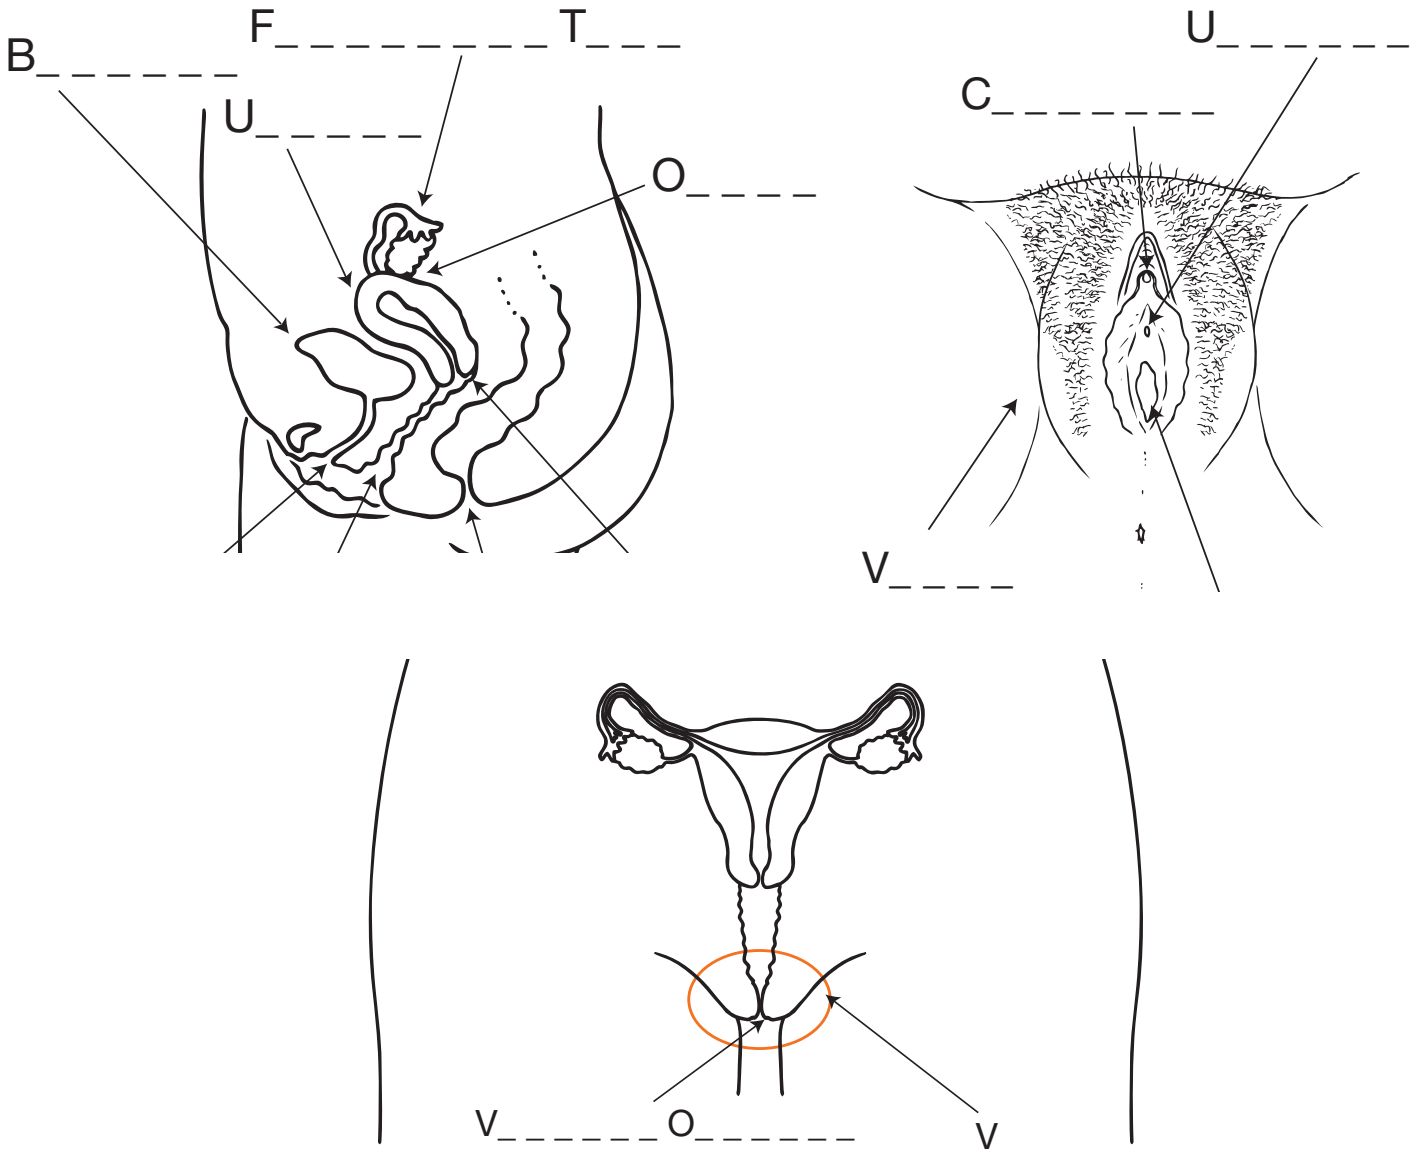 F_ _ _ _ _ _ _ _ T_ _ _
B_ _ _ _ _ _
U_ _ _ _ _
O_ _ _ _
U_ _ _ _ _ _
C_ _ _ _ _ _ _
V_ _ _ _
V_ _ _ _ _ _ O_ _ _ _ _ _
V